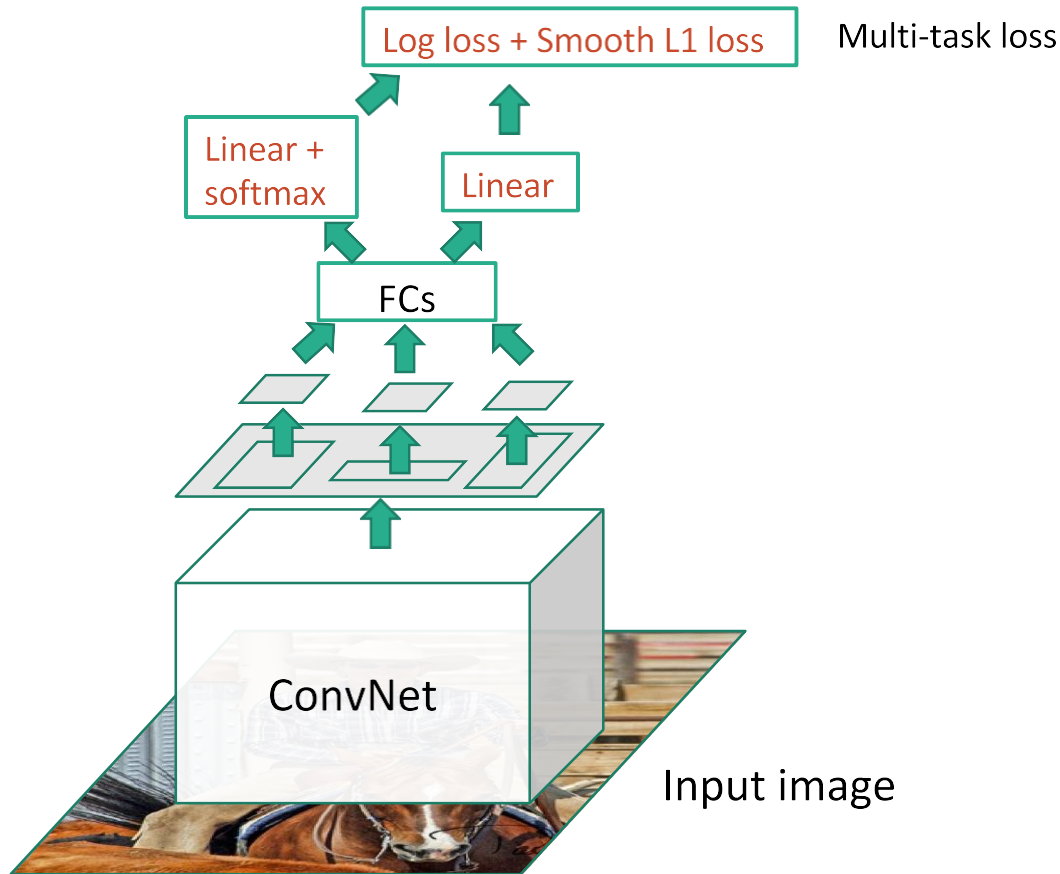 Log loss + Smooth L1 loss
Multi-task loss
Linear +
softmax
Linear
FCs
ConvNet
Input image